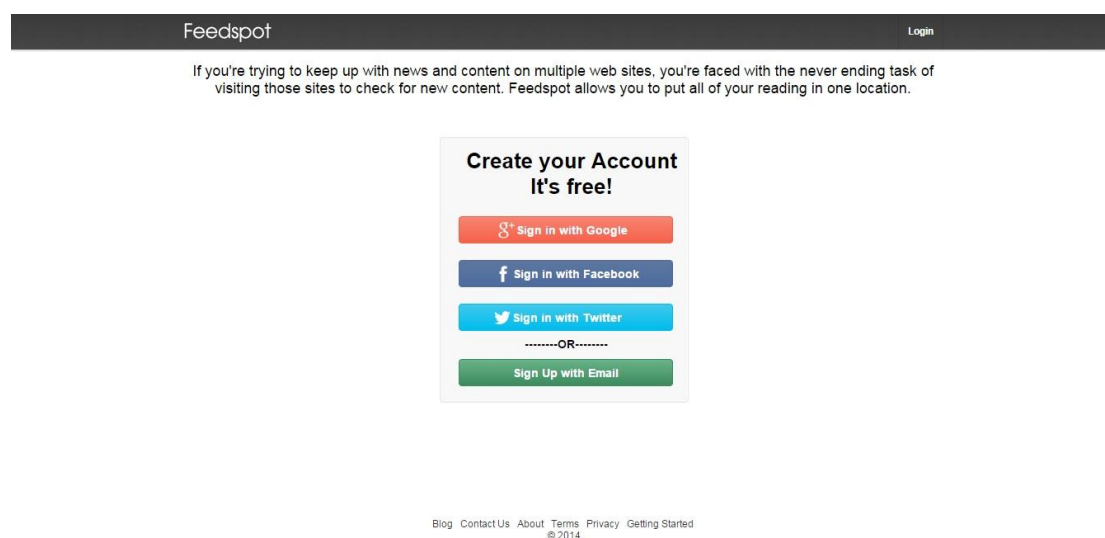 Feedspot
Login
If you're trying to keep up with news and content on multiple web sites, you're faced with the never ending task of
visiting those sites to check for new content. Feedspot allows you to put all of your reading in one location.
Create your Account
It's free!
g+ Sign in with Google
f Sign in with Facebook
Sign in with Twitter
--------OR--------
Sign Up with Email
Blog Contact Us About Terms Privacy Getting Started
© 2014